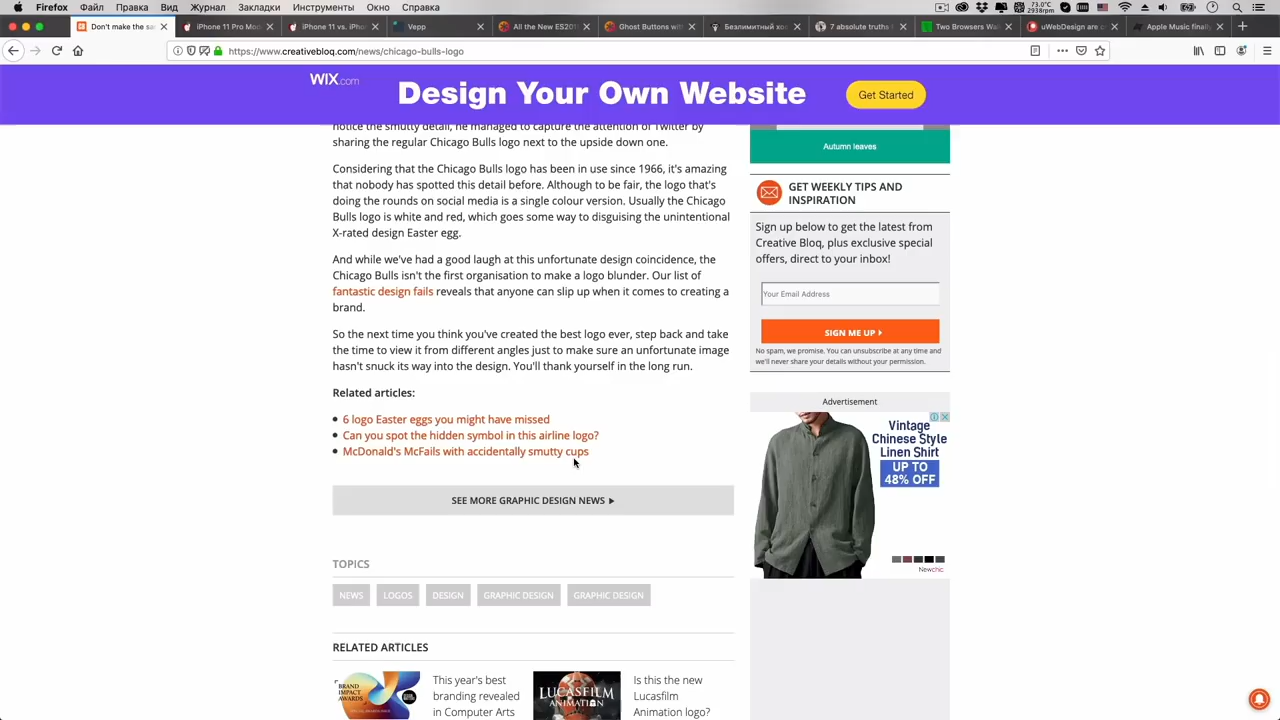 Firefox Файл Правка Вид Журнал Закладки Инструменты Окно Справка
73.0°C
2938rpm
Don't make the sa
iPhone 11 Pro Mod
iPhone 11 vs. iPh
Vepp
All the New ES201
Ghost Buttons with
Безлимитный хо
7 absolute truths I
Two Browsers Wal
uWebDesign are c
Apple Music finally
https://www.creativebloq.com/news/chicago-bulls-logo
WIX.com
Design Your Own Website
Get Started
notice the smutty detail, he managed to capture the attention of Twitter by
sharing the regular Chicago Bulls logo next to the upside down one.
Considering that the Chicago Bulls logo has been in use since 1966, it's amazing
that nobody has spotted this detail before. Although to be fair, the logo that's
doing the rounds on social media is a single colour version. Usually the Chicago
Bulls logo is white and red, which goes some way to disguising the unintentional
X-rated design Easter egg.
And while we've had a good laugh at this unfortunate design coincidence, the
Chicago Bulls isn't the first organisation to make a logo blunder. Our list of
fantastic design fails reveals that anyone can slip up when it comes to creating a
brand.
So the next time you think you've created the best logo ever, step back and take
the time to view it from different angles just to make sure an unfortunate image
hasn't snuck its way into the design. You'll thank yourself in the long run.
Related articles:
6 logo Easter eggs you might have missed
Can you spot the hidden symbol in this airline logo?
McDonald's McFails with accidentally smutty cups
SEE MORE GRAPHIC DESIGN NEWS
TOPICS
NEWS
LOGOS
DESIGN
GRAPHIC DESIGN
GRAPHIC DESIGN
RELATED ARTICLES
BRAND
IMPACT
AWARDS
This year's best
branding revealed
in Computer Arts
LUCASFILM
ANIMATION
Is this the new
Lucasfilm
Animation logo?
Autumn leaves
GET WEEKLY TIPS AND
INSPIRATION
Sign up below to get the latest from
Creative Bloq, plus exclusive special
offers, direct to your inbox!
Your Email Address
SIGN ME UP
No spam, we promise. You can unsubscribe at any time and
we'll never share your details without your permission.
Advertisement
Vintage
Chinese Style
Linen Shirt
UP TO
48% OFF
Newchic